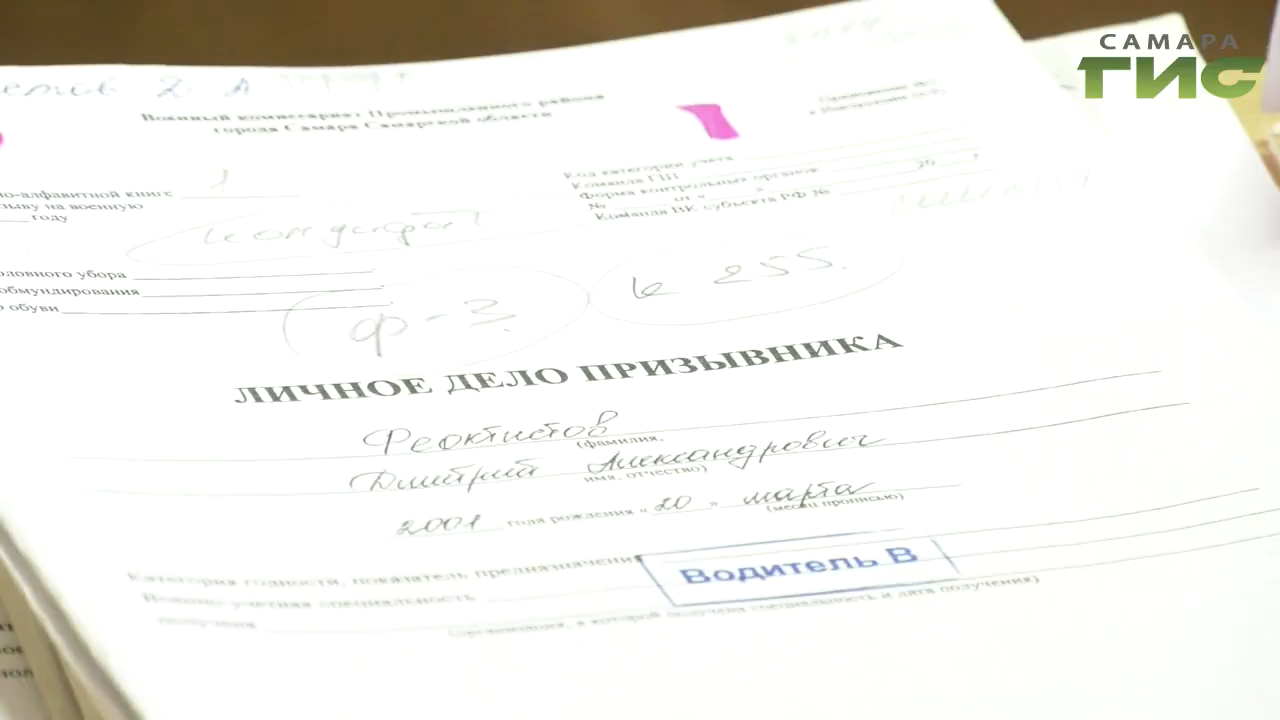 САМАРА
ГИС
Военный комиссариат Промышленного района
города Самара Самарской области
но-алфавитной книге 1
зыву на военную
году
Код категории учета
Команда ГШ
Форма контрольных органов
№ от « »
Команда ВК субъекта РФ №
оловного убора
обмундирования
о обуви
ф-3
к 255.
ЛИЧНОЕ ДЕЛО ПРИЗЫВНИКА
Феоктистов
(фамилия,
Дмитрий Александрович
имя, отчество)
2001 года рождения « 20 » марта
(месяц прописью)
Категория годности, показатель предназначения
Водитель В
Военно-учетная специальность
получения
(организация, в которой получена специальность и дата получения)